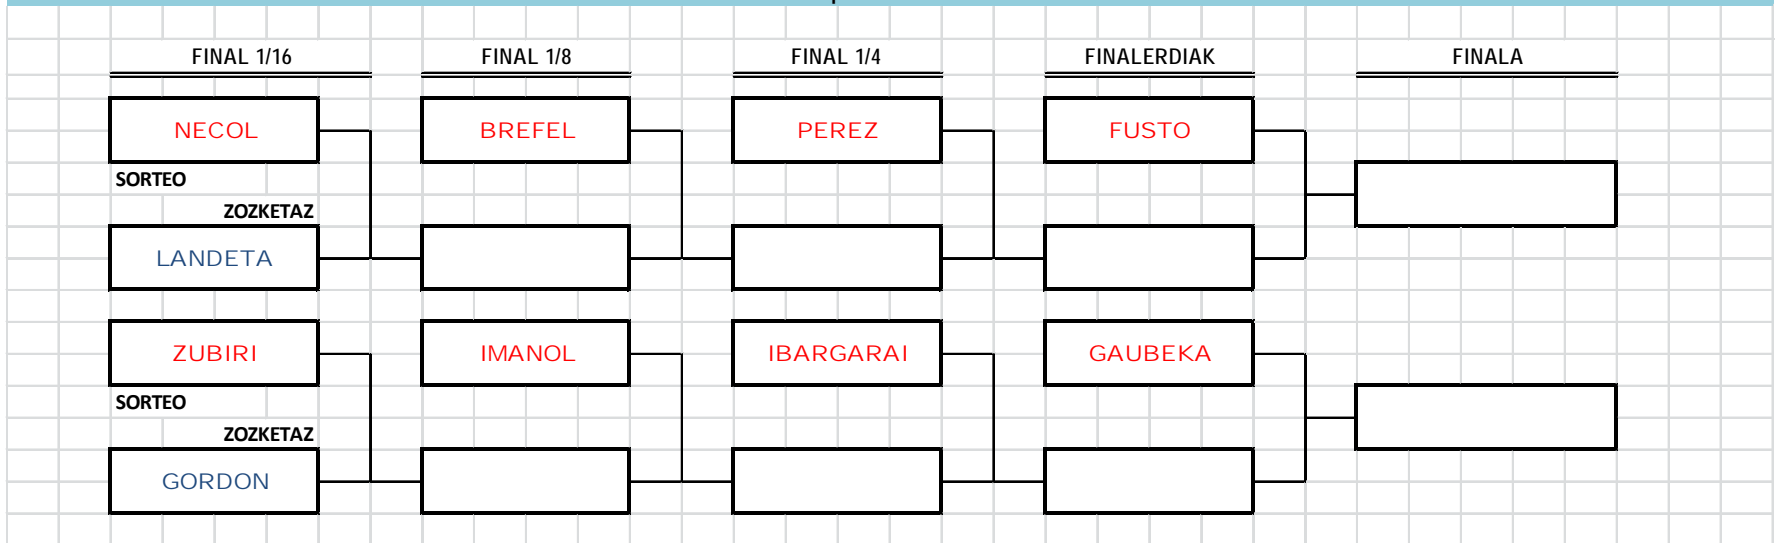 FINAL 1/16 FINAL 1/8 FINAL 1/4 FINALERDIAK FINALA
NECOL BREFEL PEREZ FUSTO
SORTEO
ZOZKETAZ
LANDETA
ZUBIRI IMANOL IBARGARAI GAUBEKA
SORTEO
ZOZKETAZ
GORDON